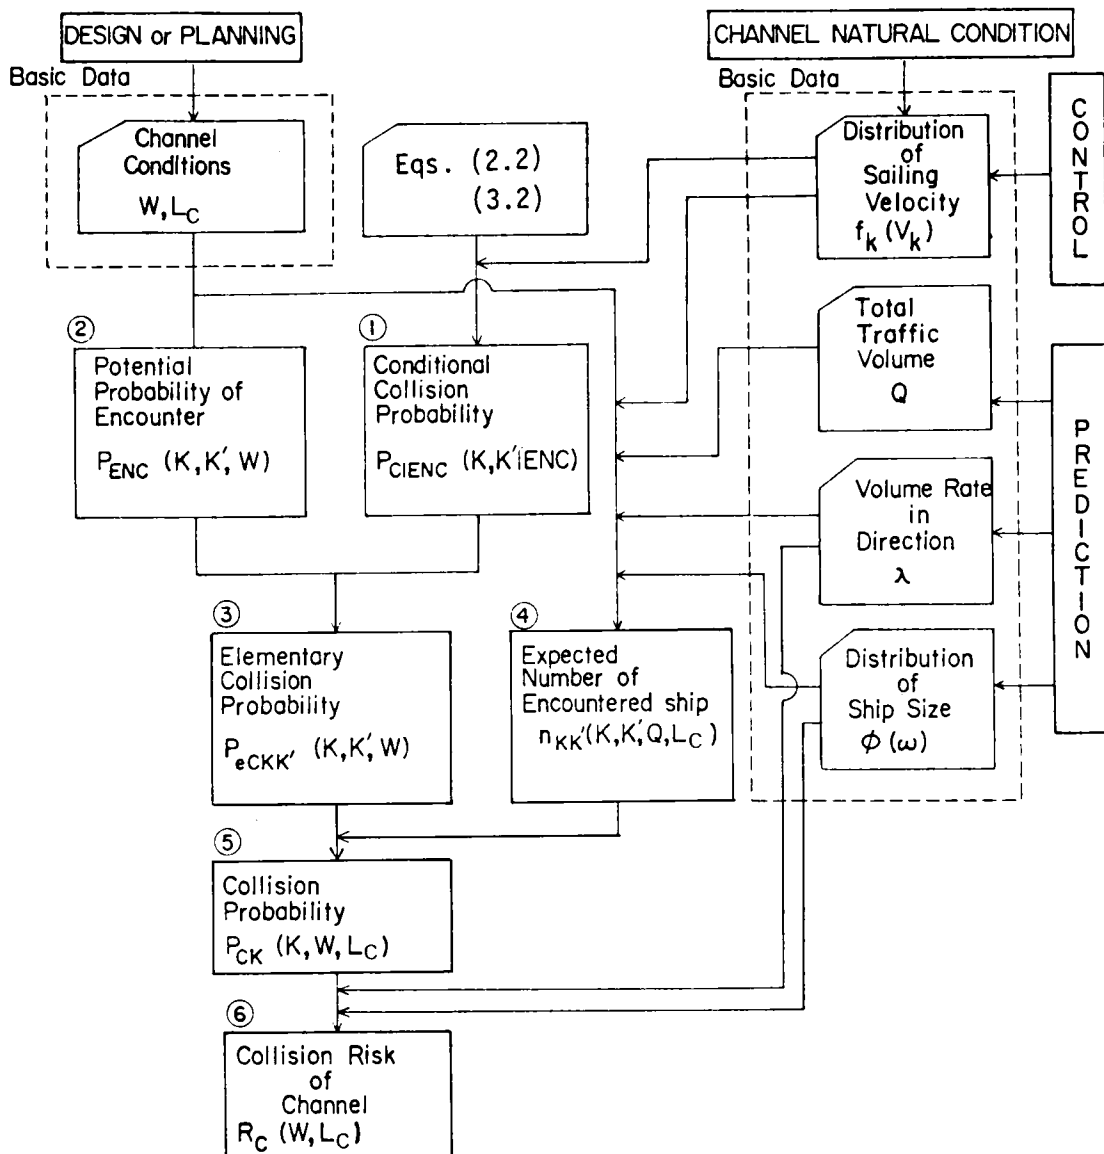 DESIGN or PLANNING
CHANNEL NATURAL CONDITION
Basic Data
Basic Data
Channel
Conditions
W, L_C
Eqs. (2.2)
(3.2)
Distribution
of
Sailing
Velocity
f_k (V_k)
CONTROL
②
Potential
Probability of
Encounter
P_ENC (K, K′, W)
①
Conditional
Collision
Probability
P_C|ENC (K, K′|ENC)
Total
Traffic
Volume
Q
PREDICTION
Volume Rate
in
Direction
λ
③
Elementary
Collision
Probability
P_eCKK′ (K, K′, W)
④
Expected
Number of
Encountered ship
n_KK′(K, K′, Q, L_C)
Distribution
of
Ship Size
ϕ (ω)
⑤
Collision
Probability
P_CK (K, W, L_C)
⑥
Collision Risk
of
Channel
R_C (W, L_C)